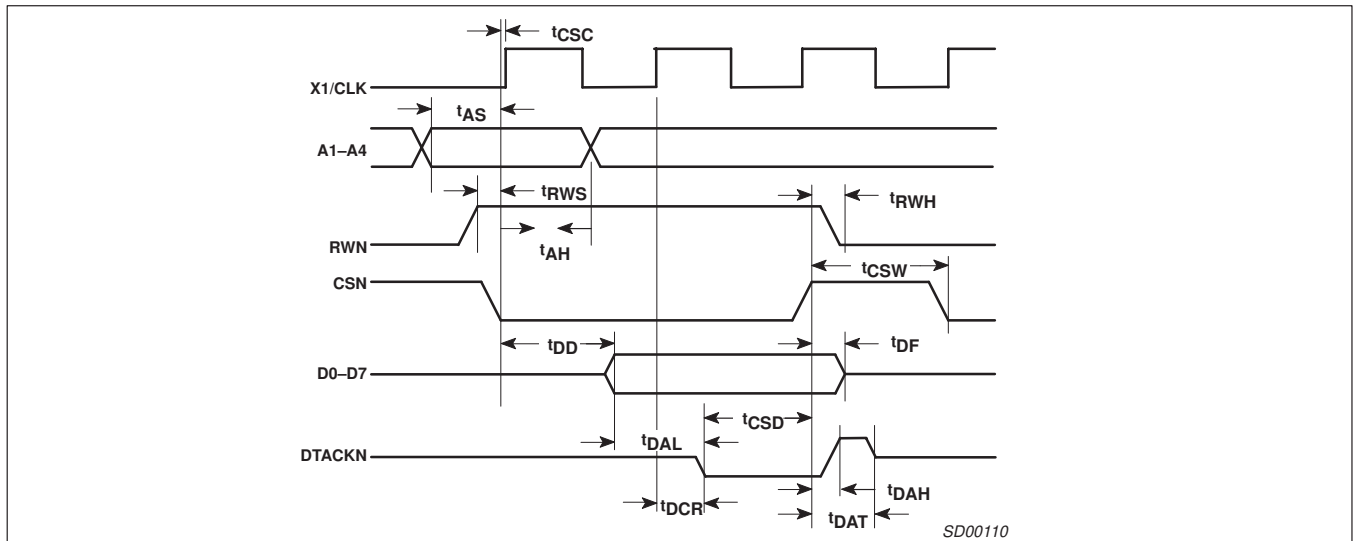 tCSC
X1/CLK
tAS
A1–A4
tRWS
tRWH
RWN
tAH
tCSW
CSN
tDD
tDF
D0–D7
tCSD
tDAL
DTACKN
tDAH
tDCR
tDAT
SD00110